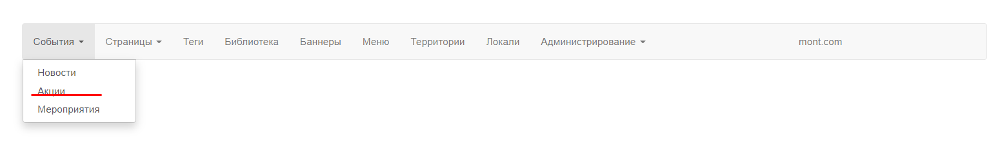 События Страницы Теги Библиотека Баннеры Меню Территории Локали Администрирование mont.com
Новости
Акции
Мероприятия